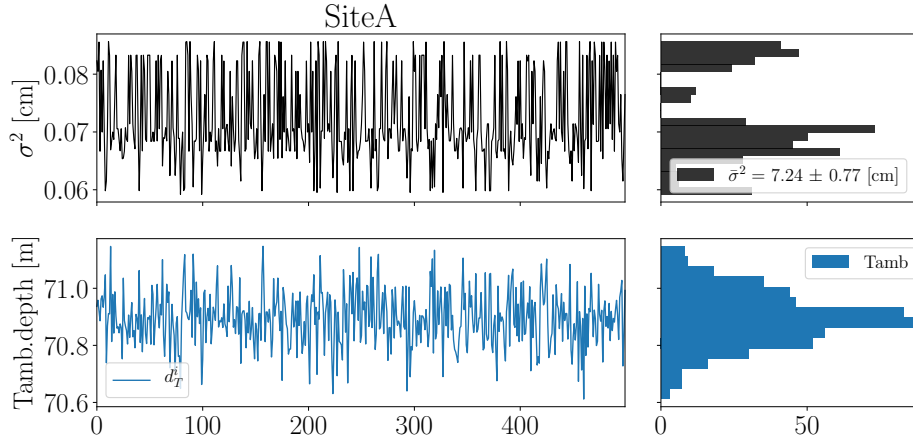 SiteA
σ² [cm]
0.08
0.07
0.06
σ̄² = 7.24 ± 0.77 [cm]
Tamb.depth [m]
71.0
70.8
70.6
d_T^i
Tamb
0 100 200 300 400
0 50